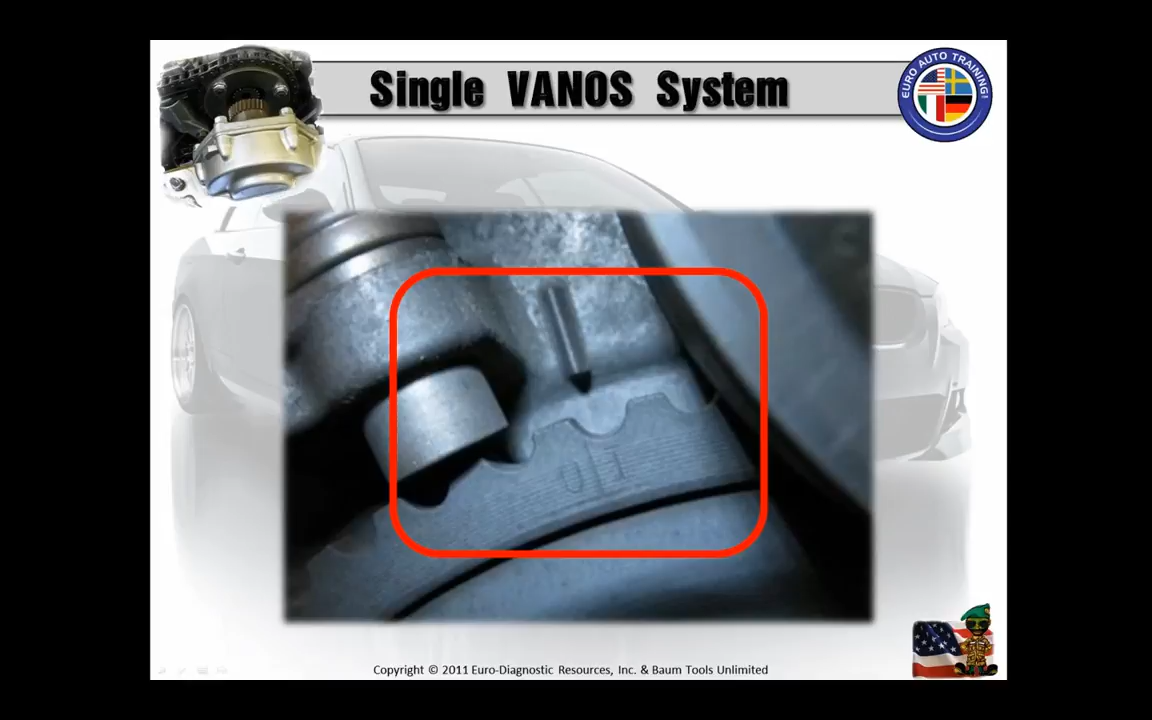 Single VANOS System
EURO AUTO TRAINING
O|T
Copyright © 2011 Euro-Diagnostic Resources, Inc. & Baum Tools Unlimited